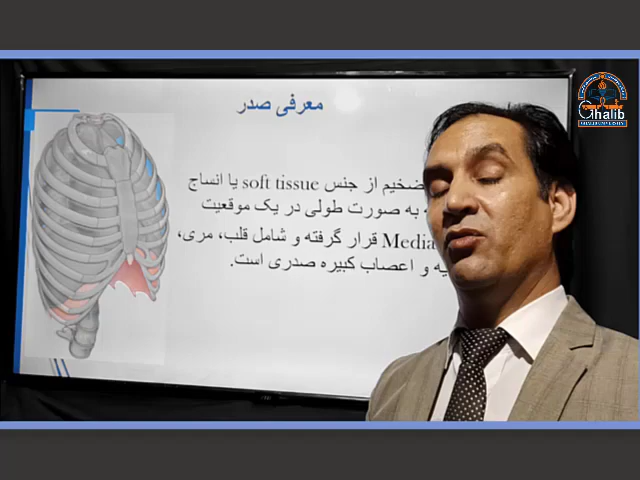 معرفی صدر
ضخیم از جنس soft tissue یا انساج
به صورت طولی در یک موقعیت
Media قرار گرفته و شامل قلب، مری،
و اعصاب کبیره صدری است.
Ghalib